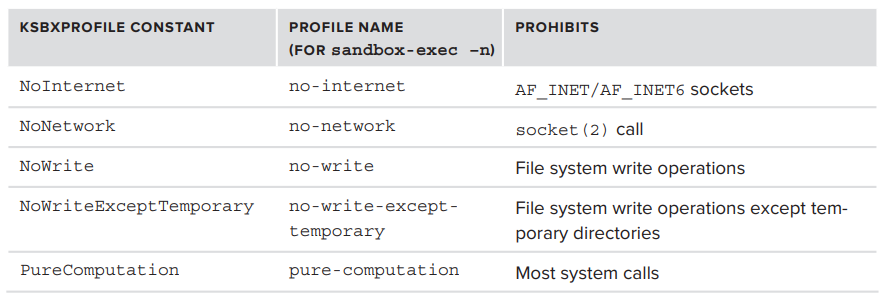 KSBXPROFILE CONSTANT PROFILE NAME PROHIBITS
(FOR sandbox-exec –n)
NoInternet no-internet AF_INET/AF_INET6 sockets
NoNetwork no-network socket(2) call
NoWrite no-write File system write operations
NoWriteExceptTemporary no-write-except- File system write operations except tem-
temporary porary directories
PureComputation pure-computation Most system calls